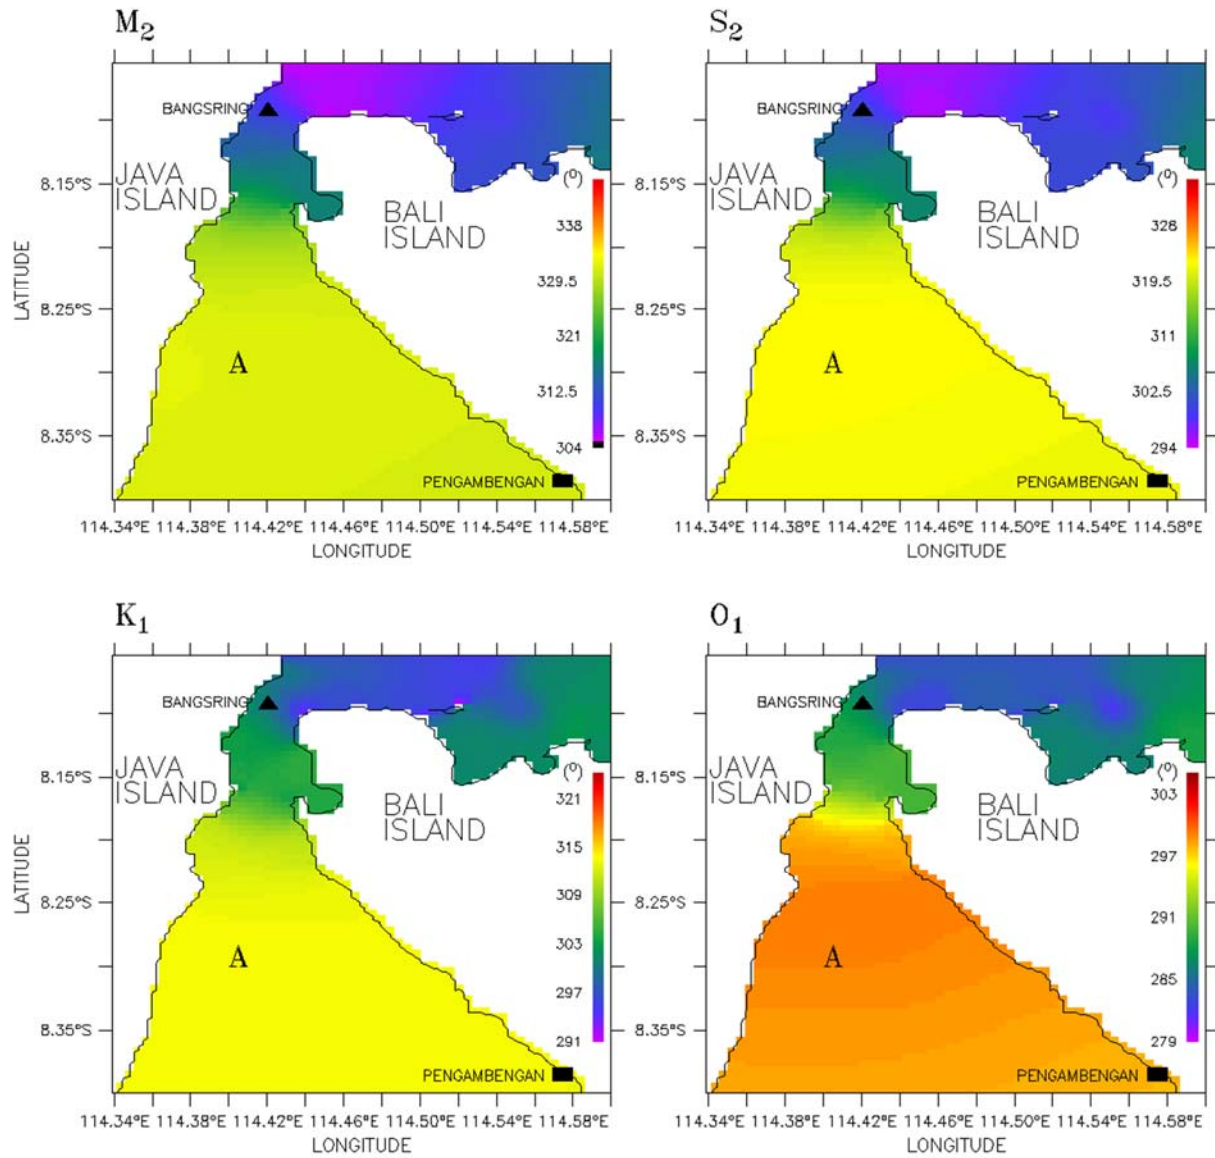 M2
S2
BANGSRING
JAVA
ISLAND
BALI
ISLAND
A
PENGAMBENGAN
(°)
338
329.5
321
312.5
304
8.15°S
8.25°S
8.35°S
LATITUDE
114.34°E 114.38°E 114.42°E 114.46°E 114.50°E 114.54°E 114.58°E
LONGITUDE
BANGSRING
JAVA
ISLAND
BALI
ISLAND
A
PENGAMBENGAN
(°)
328
319.5
311
302.5
294
8.15°S
8.25°S
8.35°S
114.34°E 114.38°E 114.42°E 114.46°E 114.50°E 114.54°E 114.58°E
LONGITUDE
K1
O1
BANGSRING
JAVA
ISLAND
BALI
ISLAND
A
PENGAMBENGAN
(°)
321
315
309
303
297
291
8.15°S
8.25°S
8.35°S
LATITUDE
114.34°E 114.38°E 114.42°E 114.46°E 114.50°E 114.54°E 114.58°E
LONGITUDE
BANGSRING
JAVA
ISLAND
BALI
ISLAND
A
PENGAMBENGAN
(°)
303
297
291
285
279
8.15°S
8.25°S
8.35°S
114.34°E 114.38°E 114.42°E 114.46°E 114.50°E 114.54°E 114.58°E
LONGITUDE